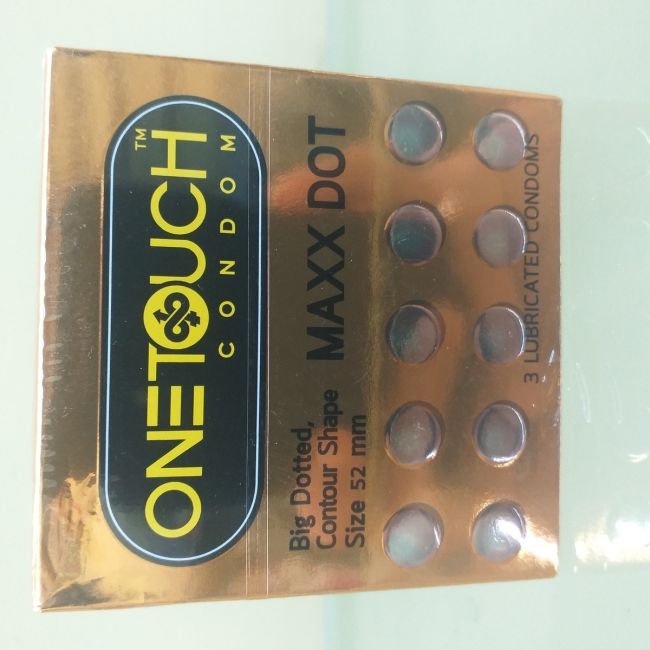 ONETOUCH™
CONDOM
MAXX DOT
Big Dotted,
Contour Shape
Size 52 mm
3 LUBRICATED CONDOMS